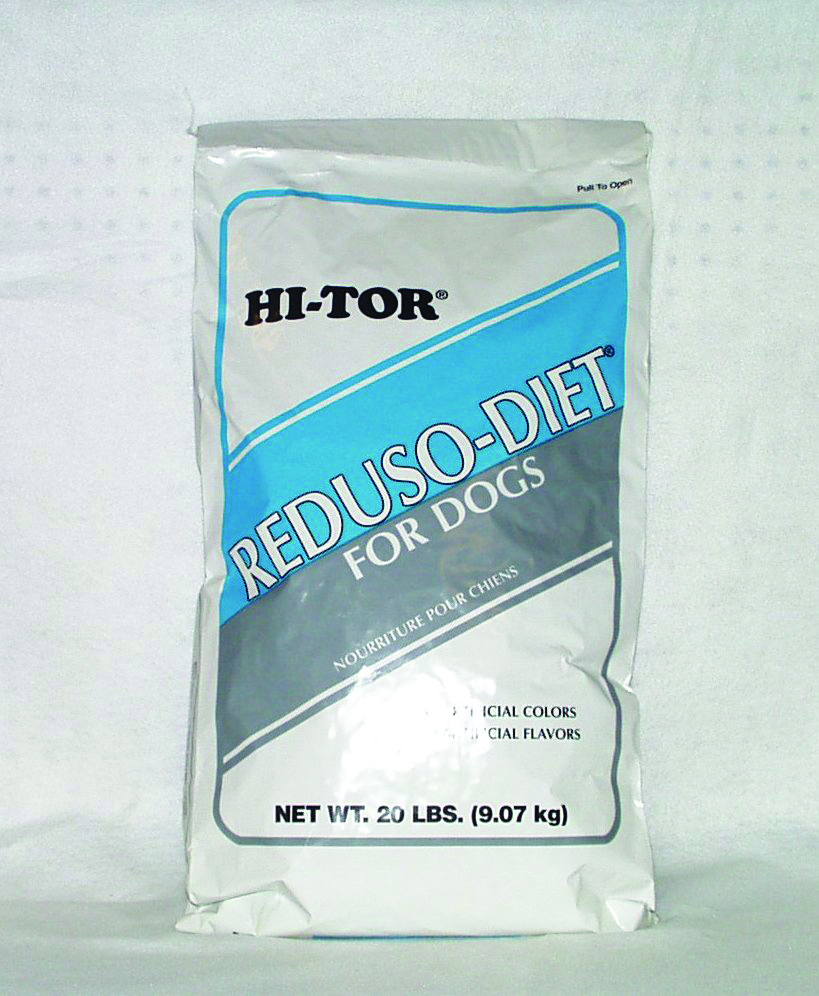 Pull To Open
HI-TOR®
REDUSO-DIET®
FOR DOGS
NOURRITURE POUR CHIENS
COLORS
FLAVORS
NET WT. 20 LBS. (9.07 kg)